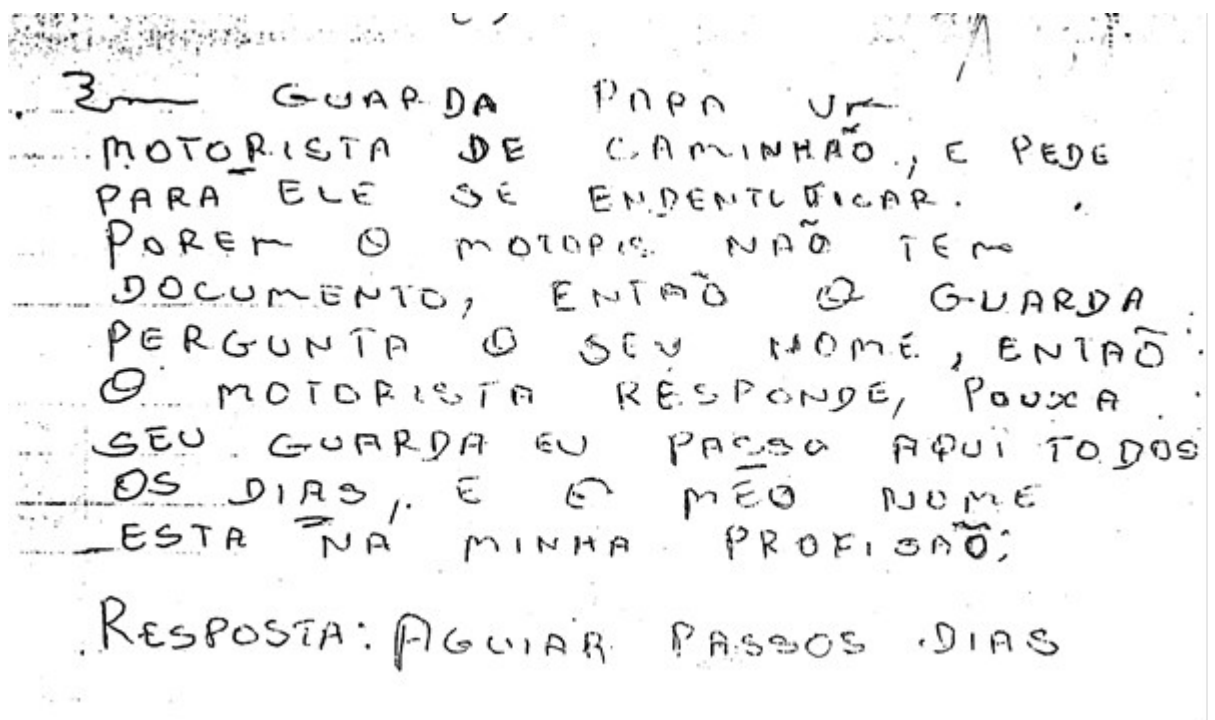 3 — GUARDA PARA UM
MOTORISTA DE CAMINHÃO, E PEDE
PARA ELE SE ENDENTIFICAR.
POREM O MOTORIS NÃO TEM
DOCUMENTO, ENTÃO O GUARDA
PERGUNTA O SEU NOME, ENTÃO
O MOTORISTA RESPONDE, POUXA
SEU GUARDA EU PASSO AQUI TODOS
OS DIAS, E O MEO NOME
ESTA NA MINHA PROFISÃO;
RESPOSTA: AGUIAR PASSOS DIAS